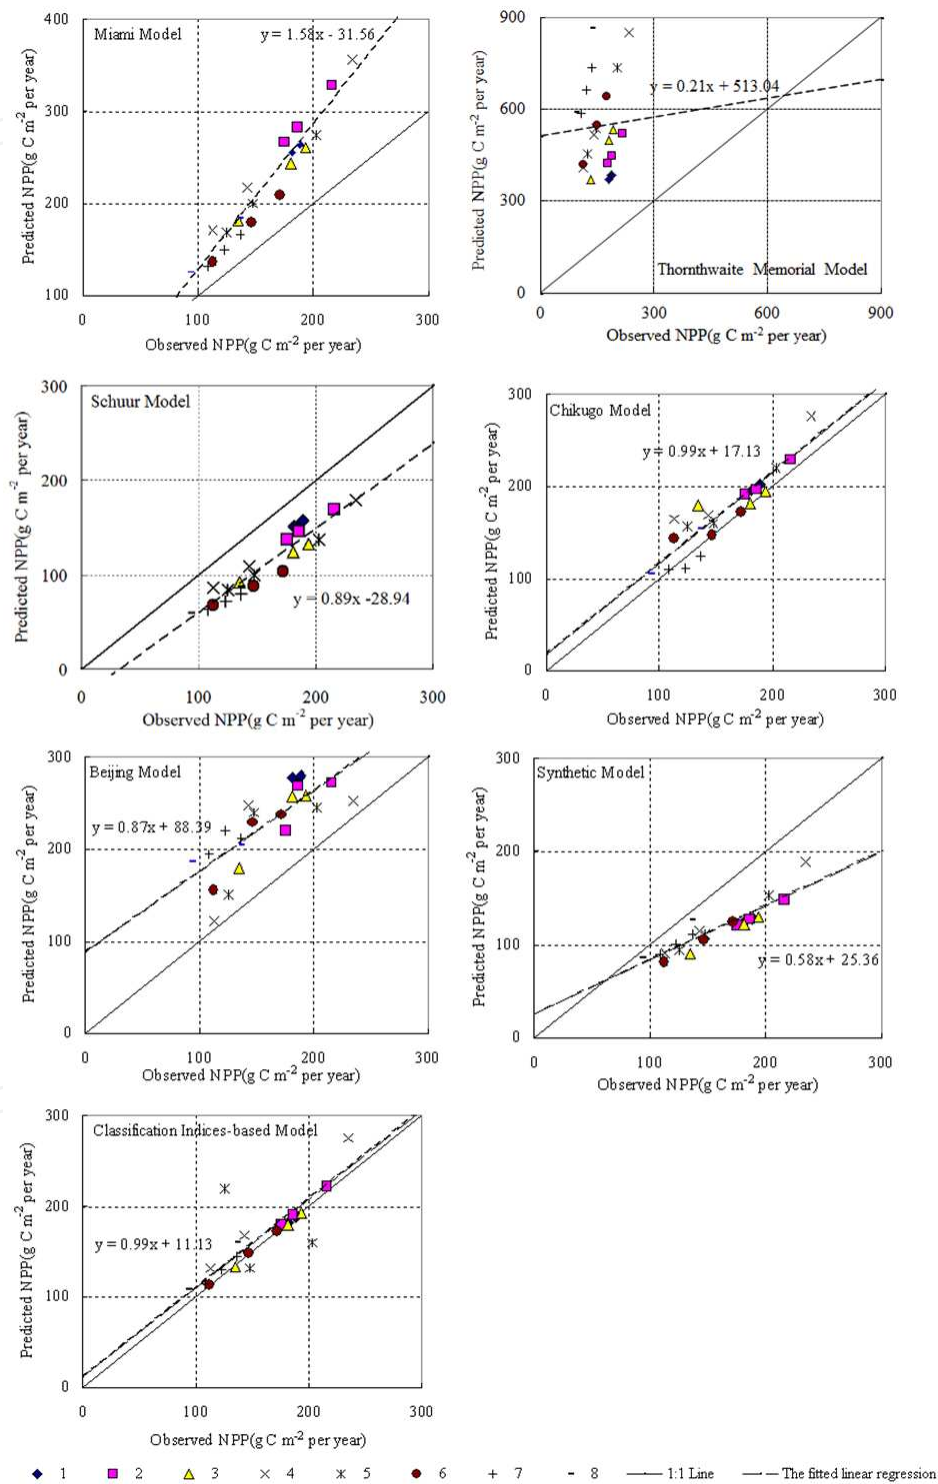 Miami Model
y = 1.58x - 31.56
Predicted NPP(g C m-2 per year)
400
300
200
100
0
100
200
300
Observed NPP(g C m-2 per year)
Predicted NPP(g C m-2 per year)
900
600
300
0
y = 0.21x + 513.04
Thornthwaite Memorial Model
0
300
600
900
Observed NPP(g C m-2 per year)
Schuur Model
Predicted NPP(g C m-2 per year)
300
200
100
0
y = 0.89x -28.94
0
100
200
300
Observed NPP(g C m-2 per year)
Chikugo Model
y = 0.99x + 17.13
Predicted NPP(g C m-2 per year)
300
200
100
0
0
100
200
300
Observed NPP(g C m-2 per year)
Beijing Model
y = 0.87x + 88.39
Predicted NPP(g C m-2 per year)
300
200
100
0
0
100
200
300
Observed NPP(g C m-2 per year)
Synthetic Model
Predicted NPP(g C m-2 per year)
300
200
100
0
y = 0.58x + 25.36
0
100
200
300
Observed NPP(g C m-2 per year)
Classification Indices-based Model
y = 0.99x + 11.13
Predicted NPP(g C m-2 per year)
300
200
100
0
0
100
200
300
Observed NPP(g C m-2 per year)
1 2 3 4 5 6 7 8 1:1 Line The fitted linear regression